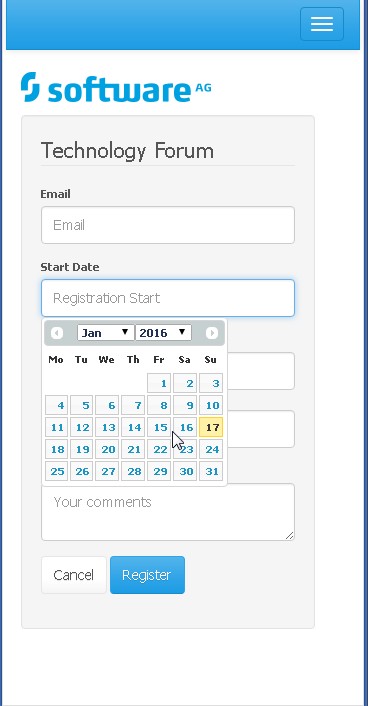 software AG
Technology Forum
Email
Email
Start Date
Registration Start
Jan 2016
Mo Tu We Th Fr Sa Su
1 2 3
4 5 6 7 8 9 10
11 12 13 14 15 16 17
18 19 20 21 22 23 24
25 26 27 28 29 30 31
Your comments
Cancel Register